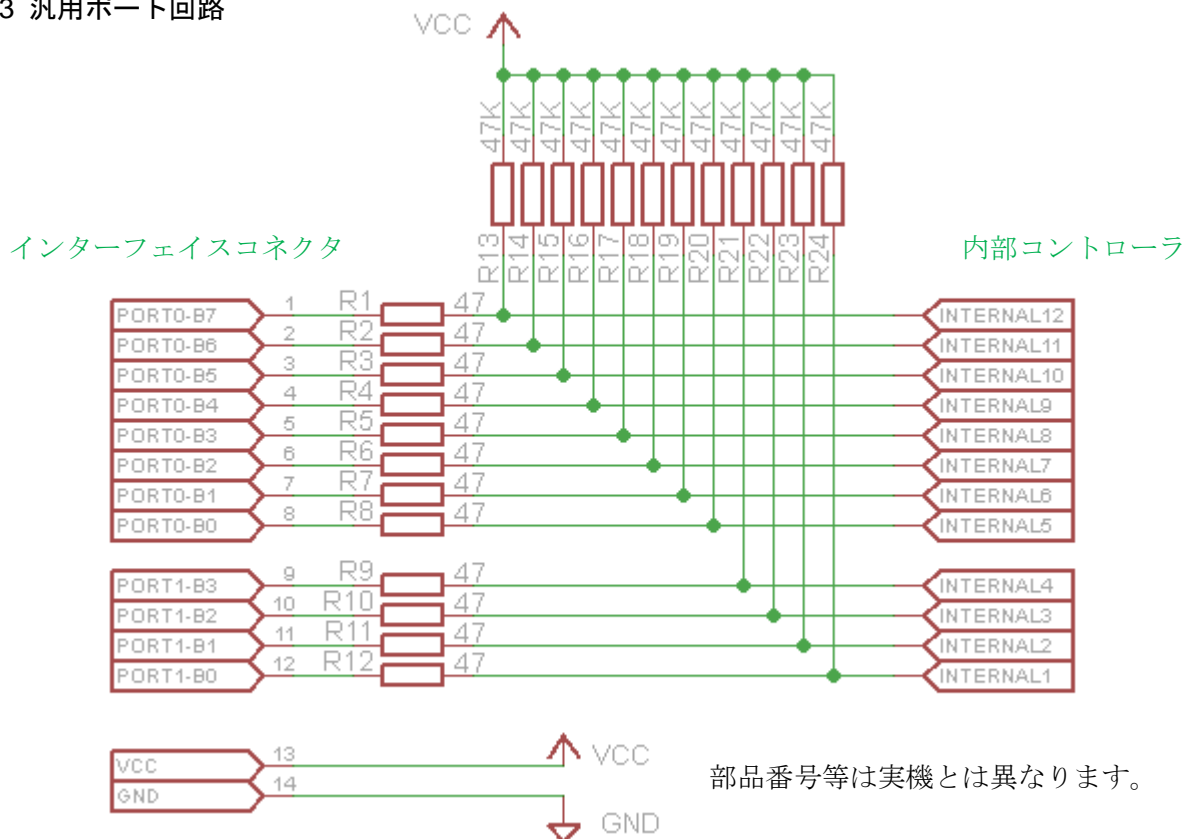 3 汎用ポート回路
VCC
47K 47K 47K 47K 47K 47K 47K 47K 47K 47K 47K 47K
R13 R14 R15 R16 R17 R18 R19 R20 R21 R22 R23 R24
インターフェイスコネクタ 内部コントローラ
PORT0-B7 1 R1 47 INTERNAL12
PORT0-B6 2 R2 47 INTERNAL11
PORT0-B5 3 R3 47 INTERNAL10
PORT0-B4 4 R4 47 INTERNAL9
PORT0-B3 5 R5 47 INTERNAL8
PORT0-B2 6 R6 47 INTERNAL7
PORT0-B1 7 R7 47 INTERNAL6
PORT0-B0 8 R8 47 INTERNAL5
PORT1-B3 9 R9 47 INTERNAL4
PORT1-B2 10 R10 47 INTERNAL3
PORT1-B1 11 R11 47 INTERNAL2
PORT1-B0 12 R12 47 INTERNAL1
VCC 13 VCC
GND 14 GND
部品番号等は実機とは異なります。